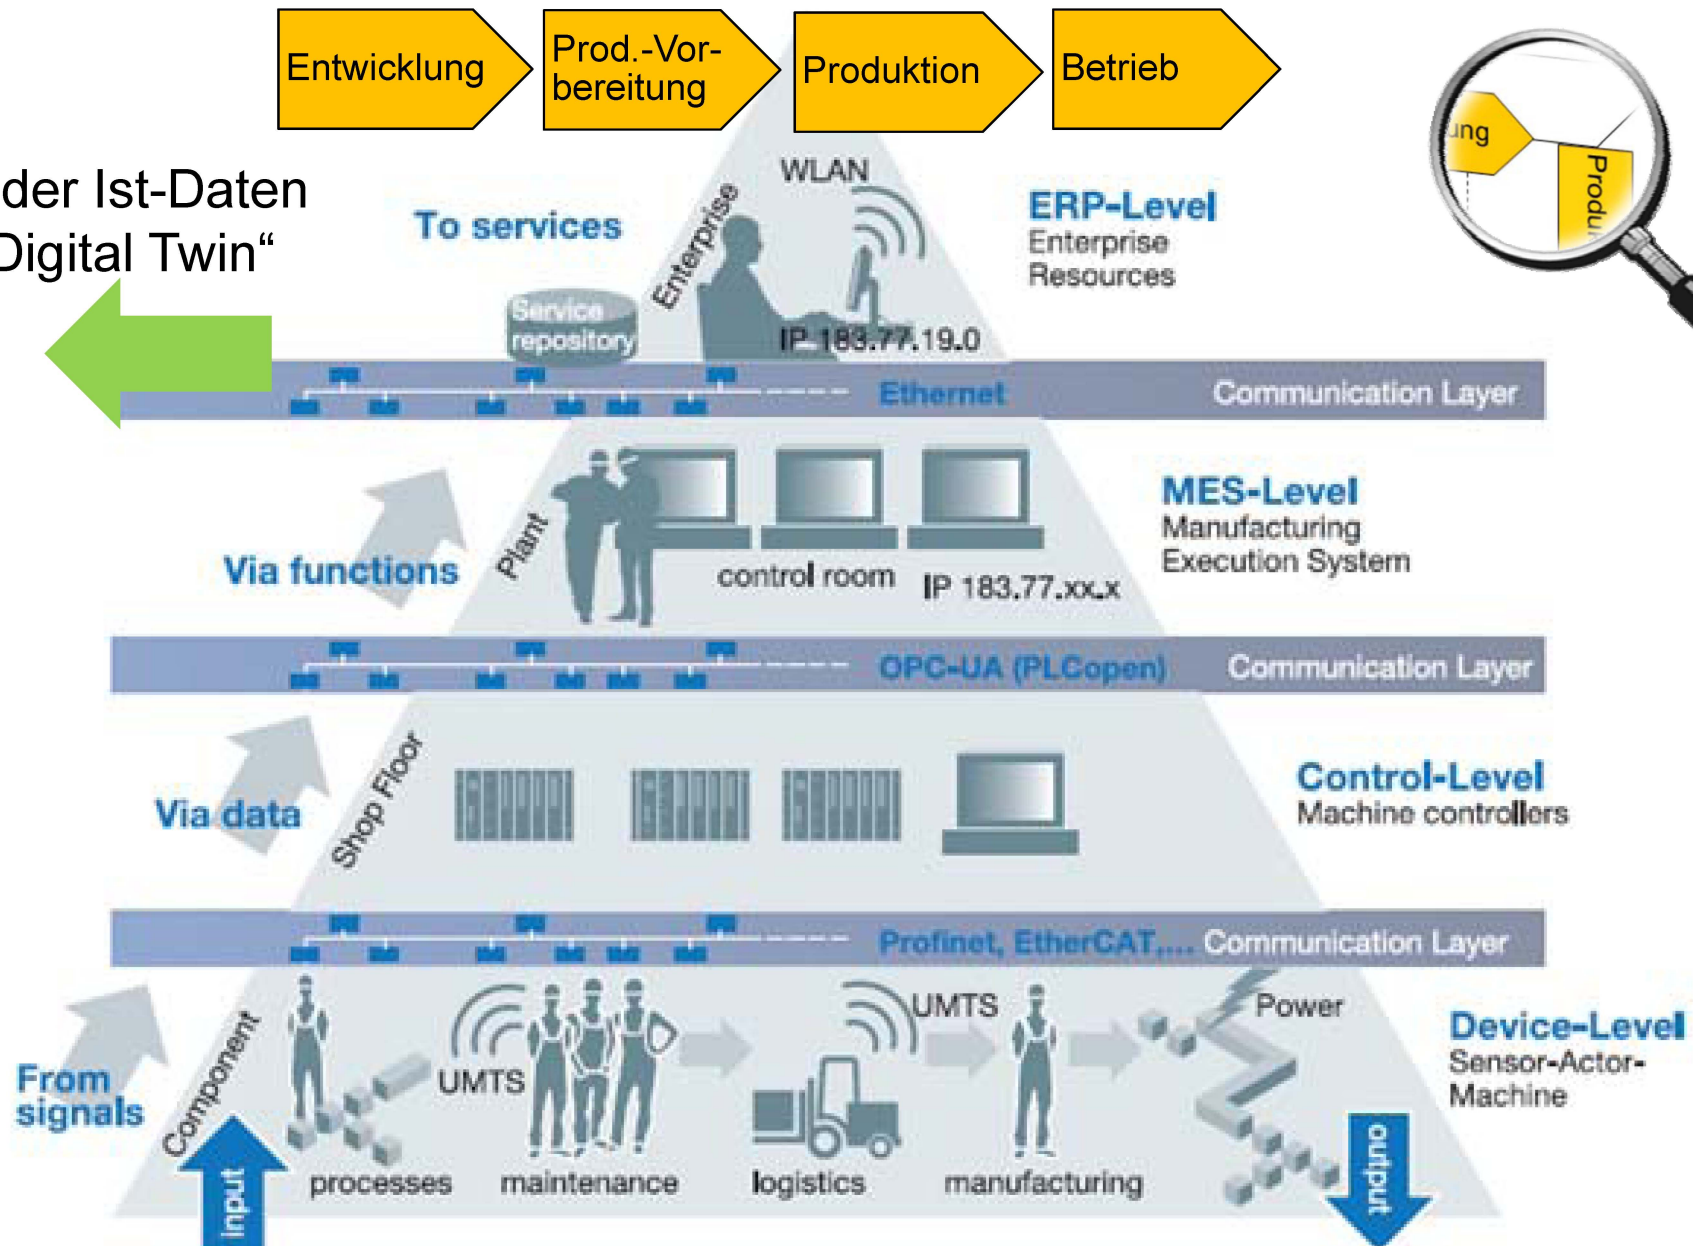 Entwicklung
Prod.-Vor-
bereitung
Produktion
Betrieb
ung
Produ
der Ist-Daten
Digital Twin“
To services
Enterprise
WLAN
ERP-Level
Enterprise
Resources
Service
repository
IP 183.77.19.0
Ethernet
Communication Layer
Via functions
Plant
control room
IP 183.77.xx.x
MES-Level
Manufacturing
Execution System
OPC-UA (PLCopen)
Communication Layer
Via data
Shop Floor
Control-Level
Machine controllers
Profinet, EtherCAT,....
Communication Layer
From
signals
Component
UMTS
UMTS
Power
Device-Level
Sensor-Actor-
Machine
input
processes
maintenance
logistics
manufacturing
output